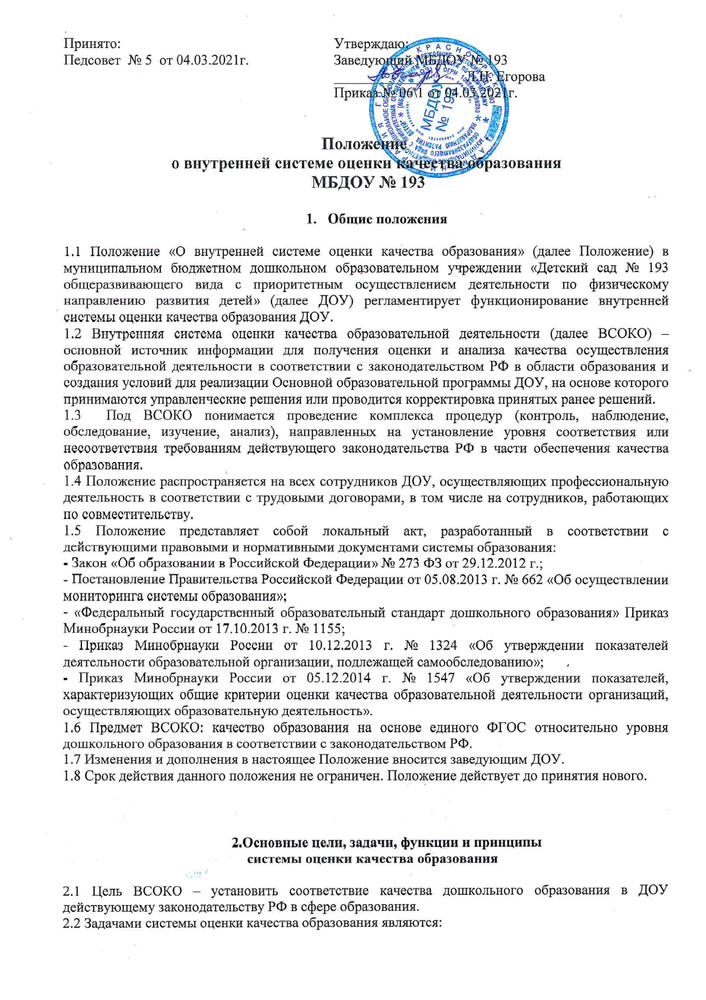 Принято:
Педсовет № 5 от 04.03.2021г.
Утверждаю:
Заведующий МБДОУ № 193
Л.Н. Егорова
Приказ № 06\1 от 04.03.2021г.
МБДОУ
№ 193
Положение
о внутренней системе оценки качества образования
МБДОУ № 193
1. Общие положения
1.1 Положение «О внутренней системе оценки качества образования» (далее Положение) в
муниципальном бюджетном дошкольном образовательном учреждении «Детский сад № 193
общеразвивающего вида с приоритетным осуществлением деятельности по физическому
направлению развития детей» (далее ДОУ) регламентирует функционирование внутренней
системы оценки качества образования ДОУ.
1.2 Внутренняя система оценки качества образовательной деятельности (далее ВСОКО) –
основной источник информации для получения оценки и анализа качества осуществления
образовательной деятельности в соответствии с законодательством РФ в области образования и
создания условий для реализации Основной образовательной программы ДОУ, на основе которого
принимаются управленческие решения или проводится корректировка принятых ранее решений.
1.3 Под ВСОКО понимается проведение комплекса процедур (контроль, наблюдение,
обследование, изучение, анализ), направленных на установление уровня соответствия или
несоответствия требованиям действующего законодательства РФ в части обеспечения качества
образования.
1.4 Положение распространяется на всех сотрудников ДОУ, осуществляющих профессиональную
деятельность в соответствии с трудовыми договорами, в том числе на сотрудников, работающих
по совместительству.
1.5 Положение представляет собой локальный акт, разработанный в соответствии с
действующими правовыми и нормативными документами системы образования:
- Закон «Об образовании в Российской Федерации» № 273 ФЗ от 29.12.2012 г.;
- Постановление Правительства Российской Федерации от 05.08.2013 г. № 662 «Об осуществлении
мониторинга системы образования»;
- «Федеральный государственный образовательный стандарт дошкольного образования» Приказ
Минобрнауки России от 17.10.2013 г. № 1155;
- Приказ Минобрнауки России от 10.12.2013 г. № 1324 «Об утверждении показателей
деятельности образовательной организации, подлежащей самообследованию»;
- Приказ Минобрнауки России от 05.12.2014 г. № 1547 «Об утверждении показателей,
характеризующих общие критерии оценки качества образовательной деятельности организаций,
осуществляющих образовательную деятельность».
1.6 Предмет ВСОКО: качество образования на основе единого ФГОС относительно уровня
дошкольного образования в соответствии с законодательством РФ.
1.7 Изменения и дополнения в настоящее Положение вносится заведующим ДОУ.
1.8 Срок действия данного положения не ограничен. Положение действует до принятия нового.
2.Основные цели, задачи, функции и принципы
системы оценки качества образования
2.1 Цель ВСОКО – установить соответствие качества дошкольного образования в ДОУ
действующему законодательству РФ в сфере образования.
2.2 Задачами системы оценки качества образования являются: